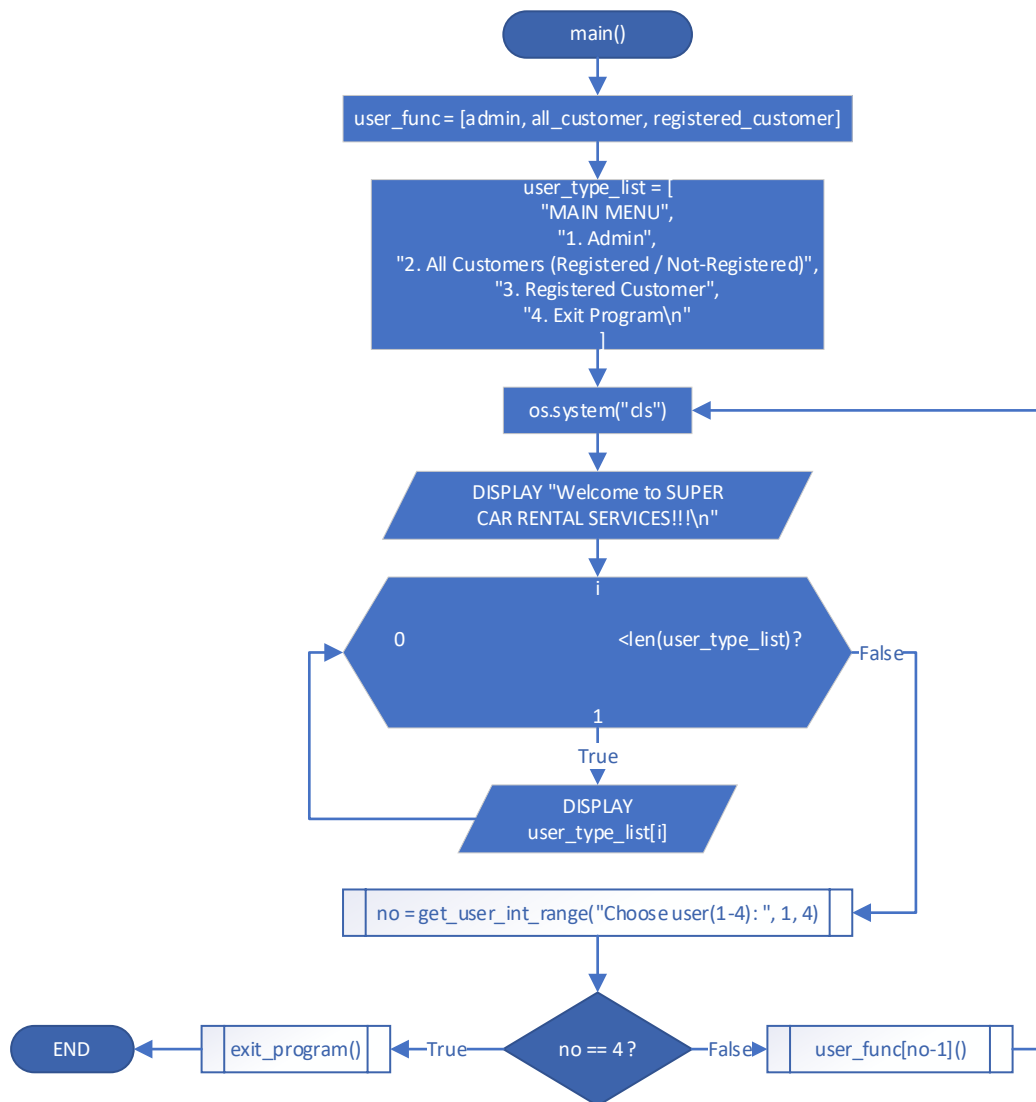 main()
user_func = [admin, all_customer, registered_customer]
user_type_list = [
"MAIN MENU",
"1. Admin",
"2. All Customers (Registered / Not-Registered)",
"3. Registered Customer",
"4. Exit Program\n"
]
os.system("cls")
DISPLAY "Welcome to SUPER
CAR RENTAL SERVICES!!!\n"
i
0 <len(user_type_list)?
False
1
True
DISPLAY
user_type_list[i]
no = get_user_int_range("Choose user(1-4): ", 1, 4)
END
exit_program()
True
no == 4 ?
False
user_func[no-1]()